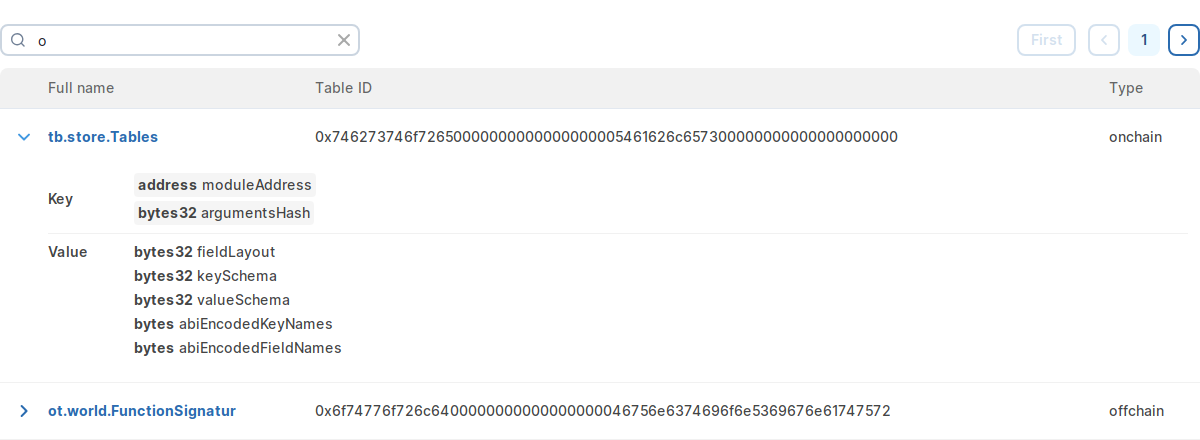 o
First
1
Full name
Table ID
Type
tb.store.Tables
0x746273746f72650000000000000000005461626c657300000000000000000000
onchain
Key
address moduleAddress
bytes32 argumentsHash
Value
bytes32 fieldLayout
bytes32 keySchema
bytes32 valueSchema
bytes abiEncodedKeyNames
bytes abiEncodedFieldNames
ot.world.FunctionSignatur
0x6f74776f726c6400000000000000000046756e6374696f6e5369676e61747572
offchain